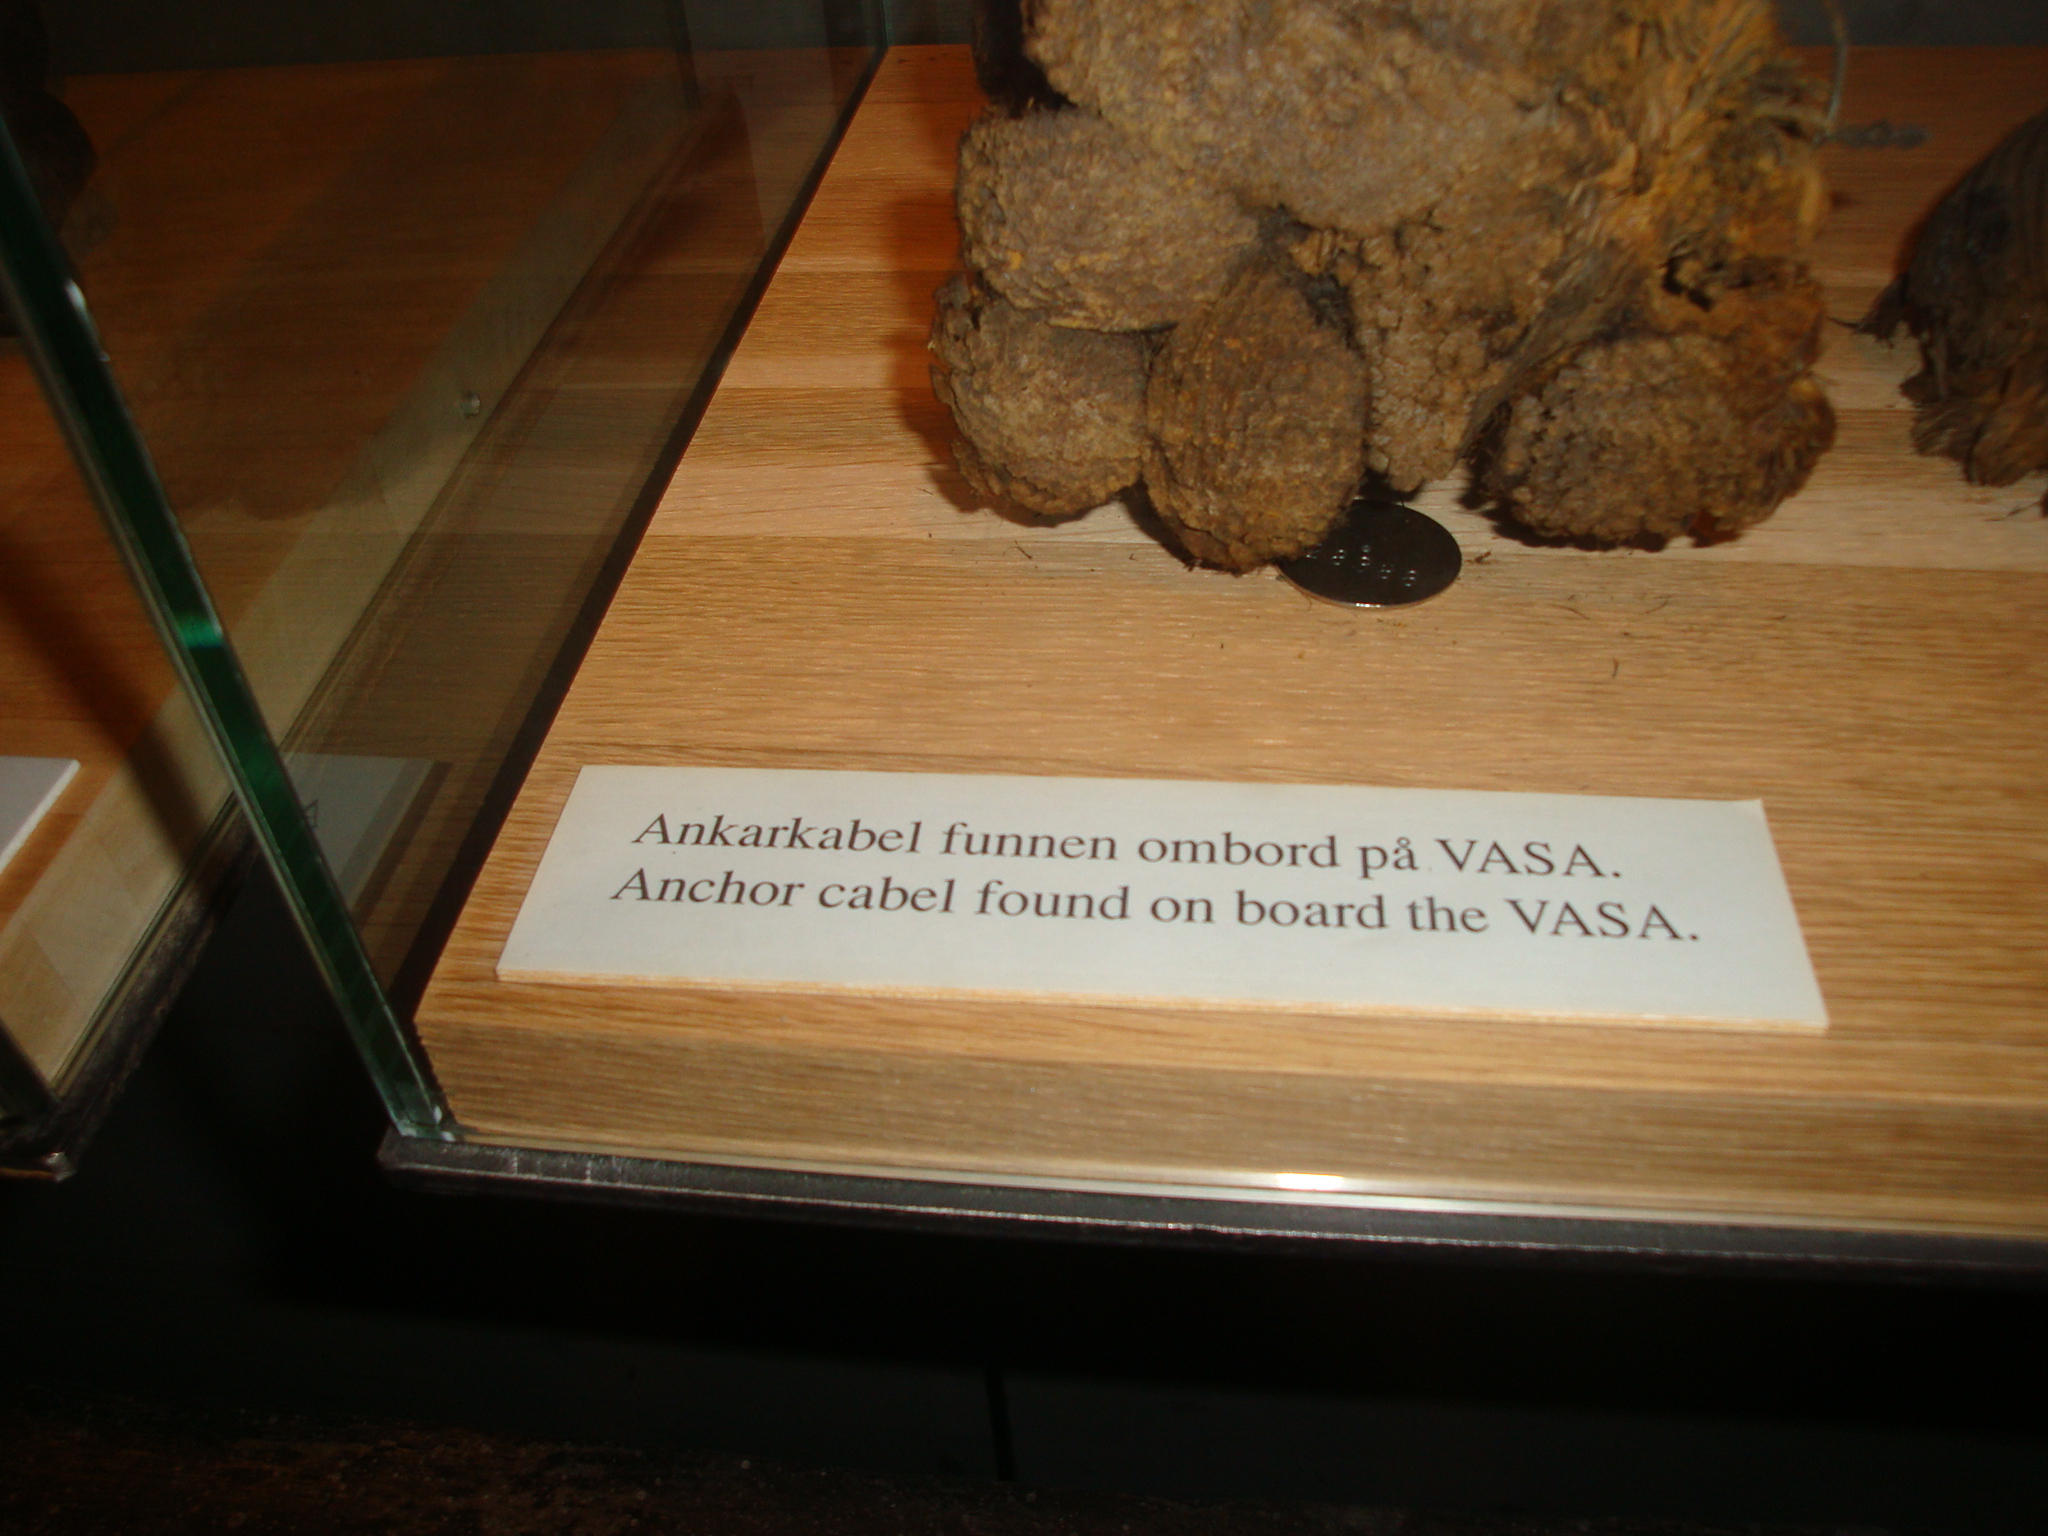 Ankarkabel funnen ombord på VASA.
Anchor cabel found on board the VASA.